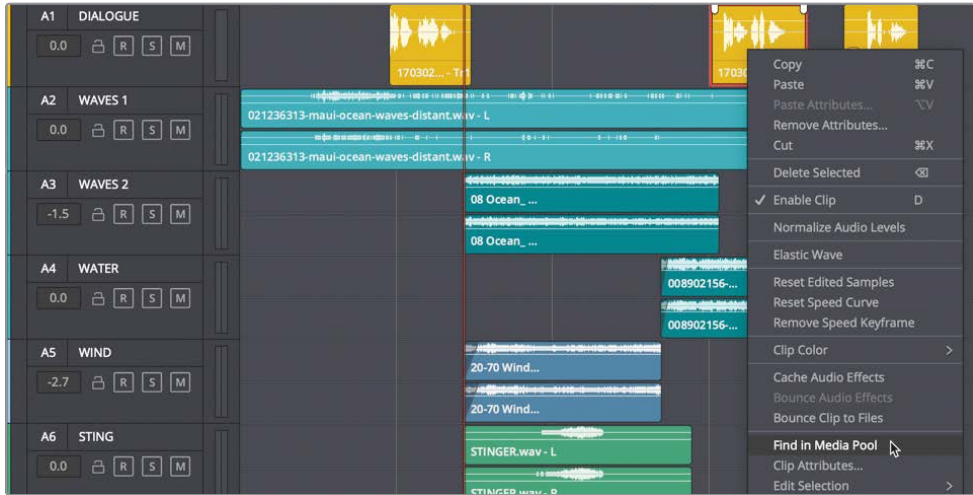 A1 DIALOGUE
0.0 R S M
170302... - Tr1
17030
A2 WAVES 1
0.0 R S M
021236313-maui-ocean-waves-distant.wav - L
021236313-maui-ocean-waves-distant.wav - R
A3 WAVES 2
-1.5 R S M
08 Ocean_ ...
08 Ocean_ ...
A4 WATER
0.0 R S M
008902156-...
008902156-...
A5 WIND
-2.7 R S M
20-70 Wind...
20-70 Wind...
A6 STING
0.0 R S M
STINGER.wav - L
STINGER.wav - R
Copy ⌘C
Paste ⌘V
Paste Attributes... ⌥V
Remove Attributes...
Cut ⌘X
Delete Selected ⌫
✓ Enable Clip D
Normalize Audio Levels
Elastic Wave
Reset Edited Samples
Reset Speed Curve
Remove Speed Keyframe
Clip Color >
Cache Audio Effects
Bounce Audio Effects
Bounce Clip to Files
Find in Media Pool
Clip Attributes...
Edit Selection >